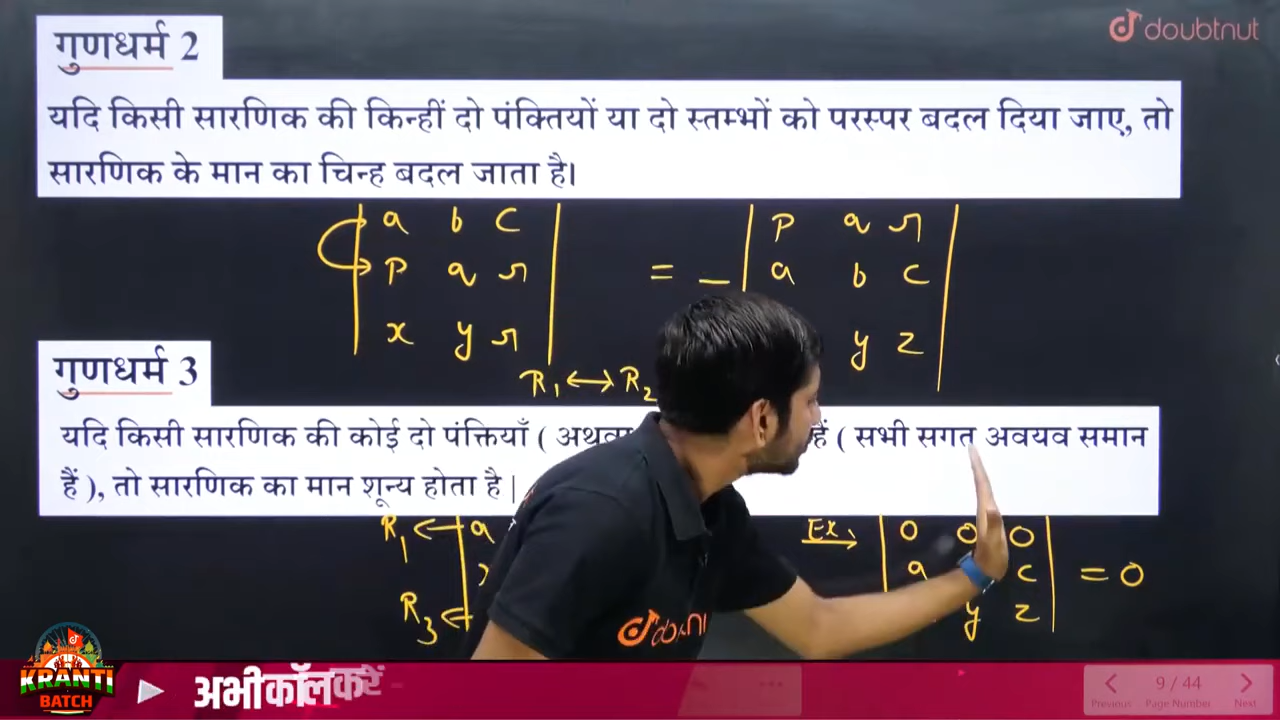 गुणधर्म 2
doubtnut
यदि किसी सारणिक की किन्हीं दो पंक्तियों या दो स्तम्भों को परस्पर बदल दिया जाए, तो
सारणिक के मान का चिन्ह बदल जाता है।
a b c p q r
p q r = – a b c
x y r y z
R1 ↔ R2
गुणधर्म 3
यदि किसी सारणिक की कोई दो पंक्तियाँ ( हैं ( सभी सगत अवयव समान
हैं ), तो सारणिक का मान शून्य होता है |
R1 ← a Ex → 0 0 0
a c = 0
R3 ← y z
doubtnut
KRANTI
BATCH
अभी कॉल करें
9 / 44
Previous Page Number Next